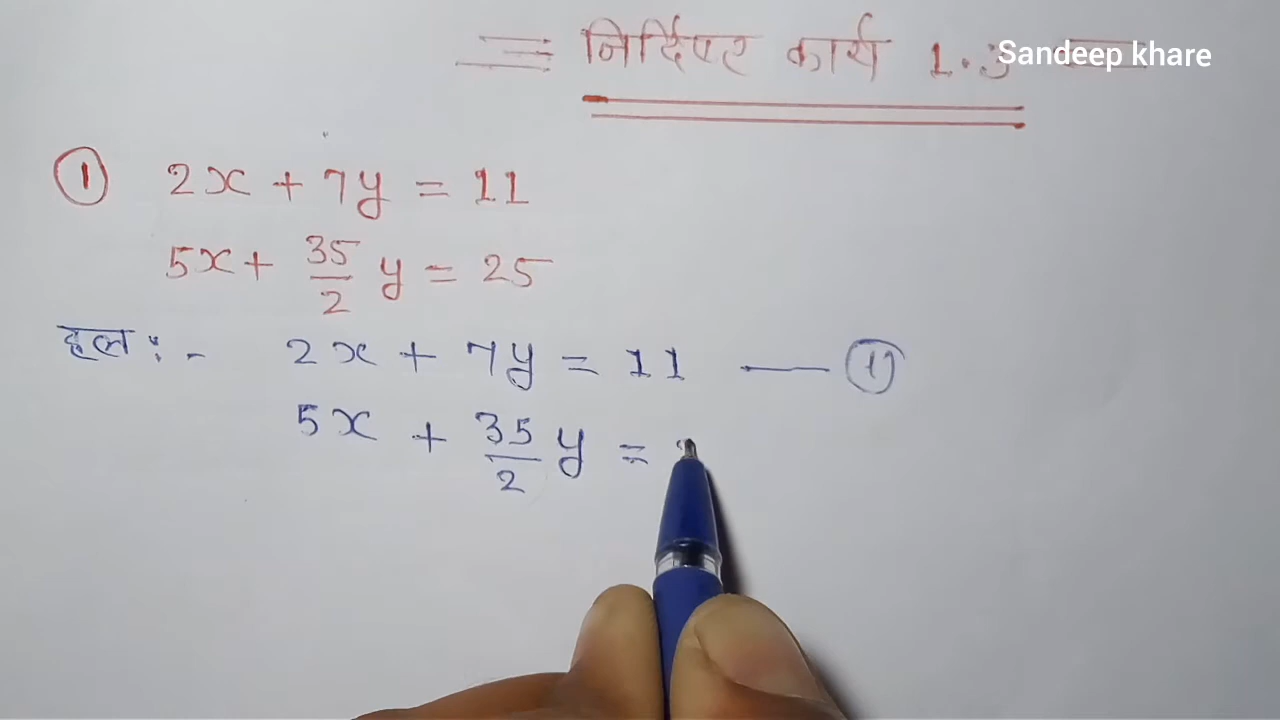 निर्दिष्ट कार्य 1.3
Sandeep khare
① 2x + 7y = 11
5x + 35/2 y = 25
हल :- 2x + 7y = 11 —— ①
5x + 35/2 y =